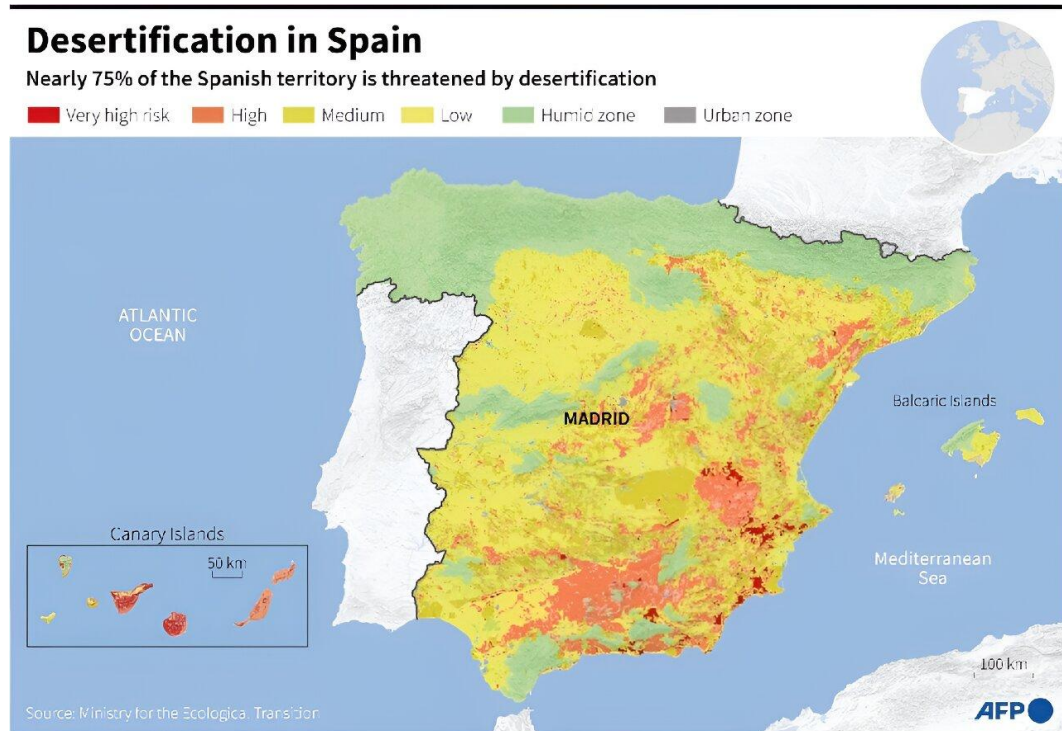 Desertification in Spain
Nearly 75% of the Spanish territory is threatened by desertification
Very high risk High Medium Low Humid zone Urban zone
ATLANTIC
OCEAN
MADRID
Balcaric Islands
Canary Islands
50 km
Mediterranean
Sea
100 km
Source: Ministry for the Ecologica. Transition
AFP